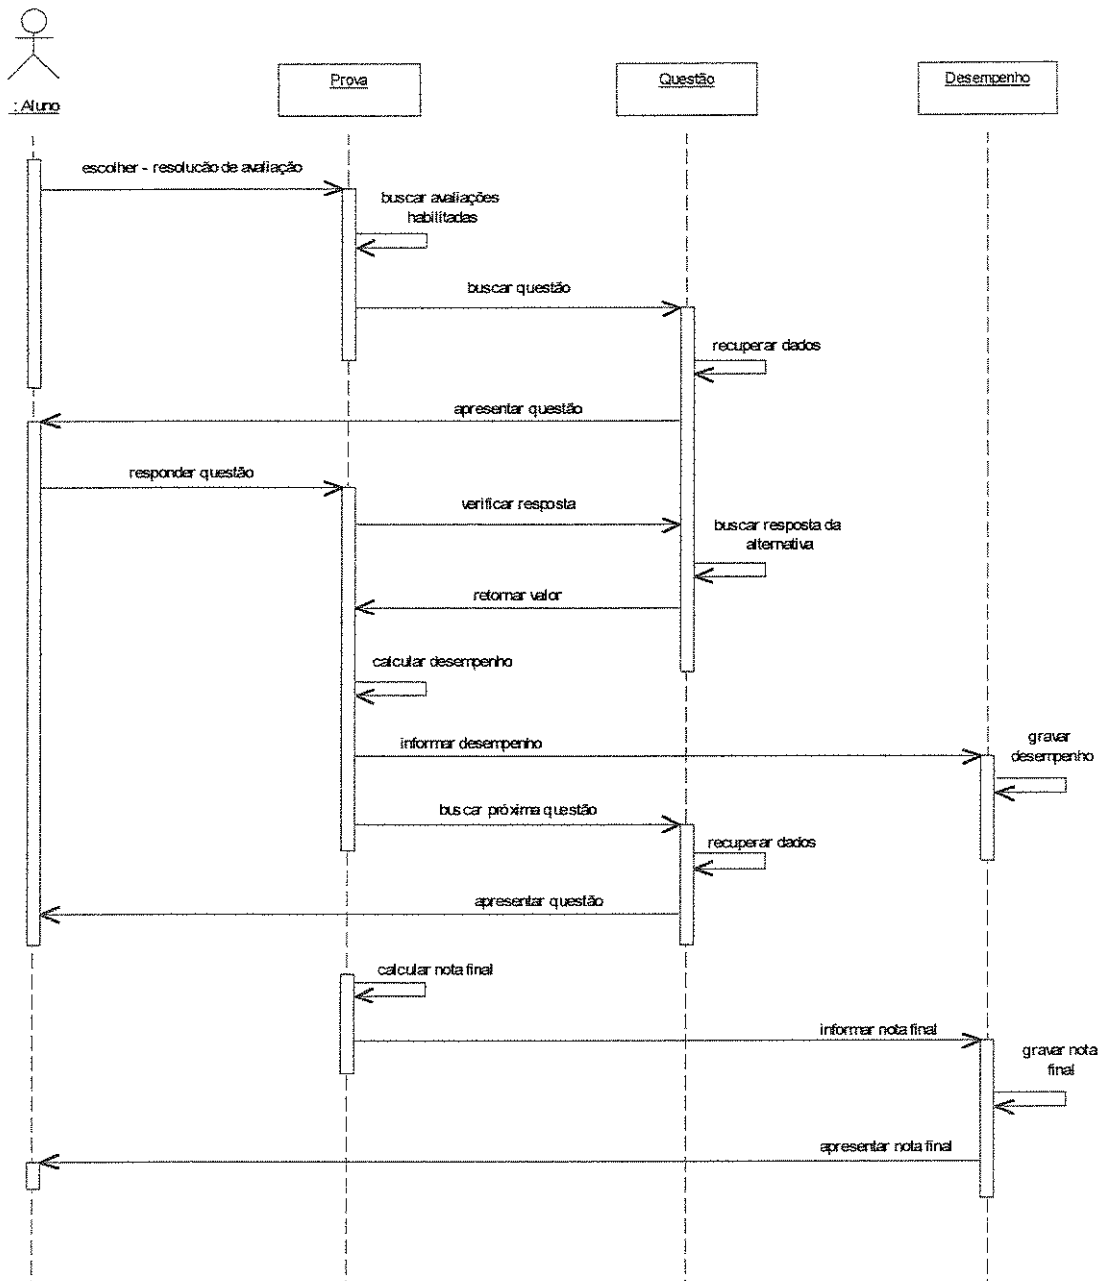 Prova
Questão
Desempenho
: Aluno
escolher - resolução de avaliação
buscar avaliações
habilitadas
buscar questão
recuperar dados
apresentar questão
responder questão
verificar resposta
buscar resposta da
alternativa
retornar valor
calcular desempenho
informar desempenho
gravar
desempenho
buscar próxima questão
recuperar dados
apresentar questão
calcular nota final
informar nota final
gravar nota
final
apresentar nota final